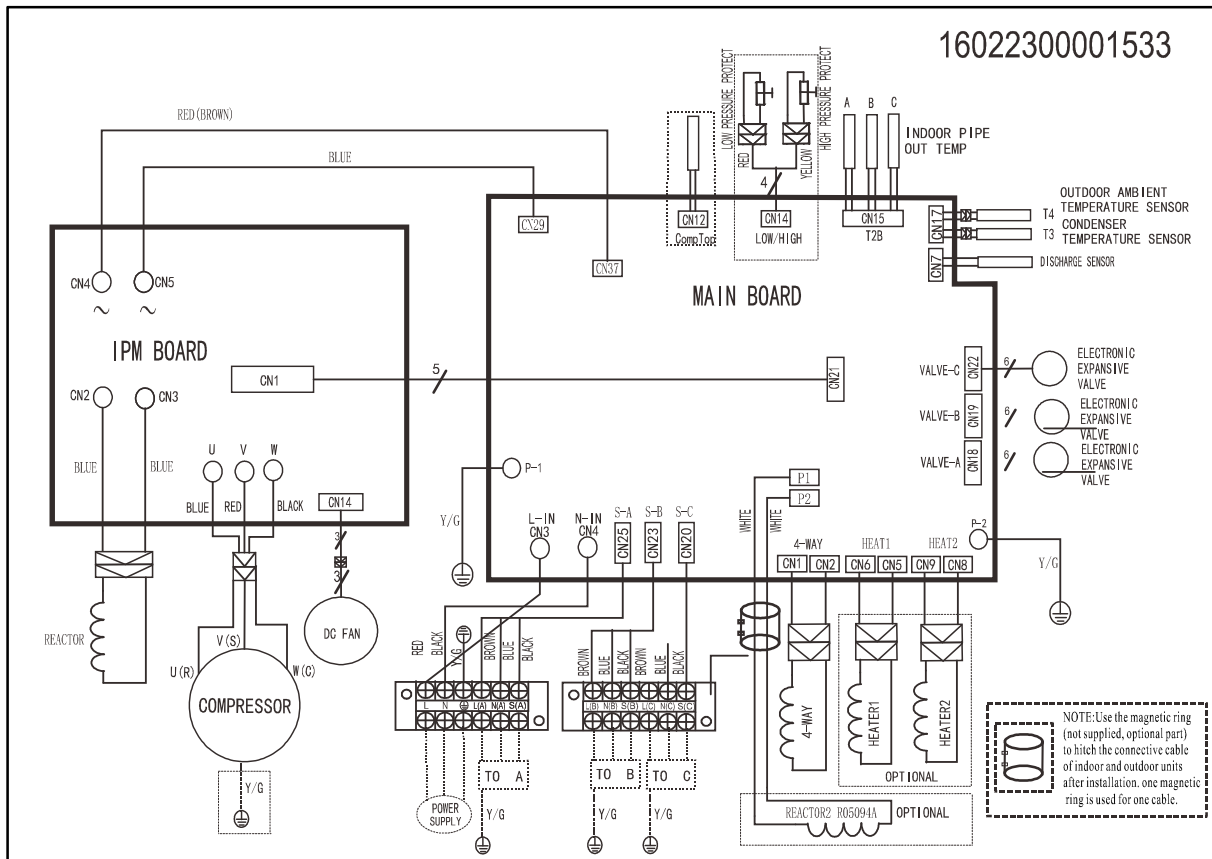 16022300001533
RED(BROWN)
BLUE
LOW PRESSURE PROTECT
HIGH PRESSURE PROTECT
RED
YELLOW
4
A B C
INDOOR PIPE
OUT TEMP
CN12
CompTop
CN14
LOW/HIGH
CN15
T2B
CN17
T4
OUTDOOR AMBIENT
TEMPERATURE SENSOR
T3
CONDENSER
TEMPERATURE SENSOR
CN7
DISCHARGE SENSOR
CN29
CN37
MAIN BOARD
CN4
CN5
~
~
IPM BOARD
CN1
5
CN21
CN2
CN3
BLUE
BLUE
U
V
W
BLUE
RED
BLACK
CN14
3
3
DC FAN
REACTOR
V(S)
U(R)
W(C)
COMPRESSOR
Y/G
VALVE-C
CN22
6
ELECTRONIC
EXPANSIVE
VALVE
VALVE-B
CN19
6
ELECTRONIC
EXPANSIVE
VALVE
VALVE-A
CN18
6
ELECTRONIC
EXPANSIVE
VALVE
P-1
Y/G
L-IN
CN3
N-IN
CN4
S-A
CN25
S-B
CN23
S-C
CN20
P1
P2
WHITE
WHITE
P-2
Y/G
4-WAY
CN1
CN2
HEAT1
CN6
CN5
HEAT2
CN9
CN8
RED
BLACK
Y/G
BROWN
BLUE
BLACK
L
N
L(A)
N(A)
S(A)
BROWN
BLUE
BLACK
BROWN
BLUE
BLACK
L(B)
N(B)
S(B)
L(C)
N(C)
S(C)
POWER
SUPPLY
TO A
Y/G
TO B
Y/G
TO C
Y/G
4-WAY
HEATER1
HEATER2
OPTIONAL
REACTOR2 R05094A
OPTIONAL
NOTE:Use the magnetic ring
(not supplied, optional part)
to hitch the connective cable
of indoor and outdoor units
after installation. one magnetic
ring is used for one cable.